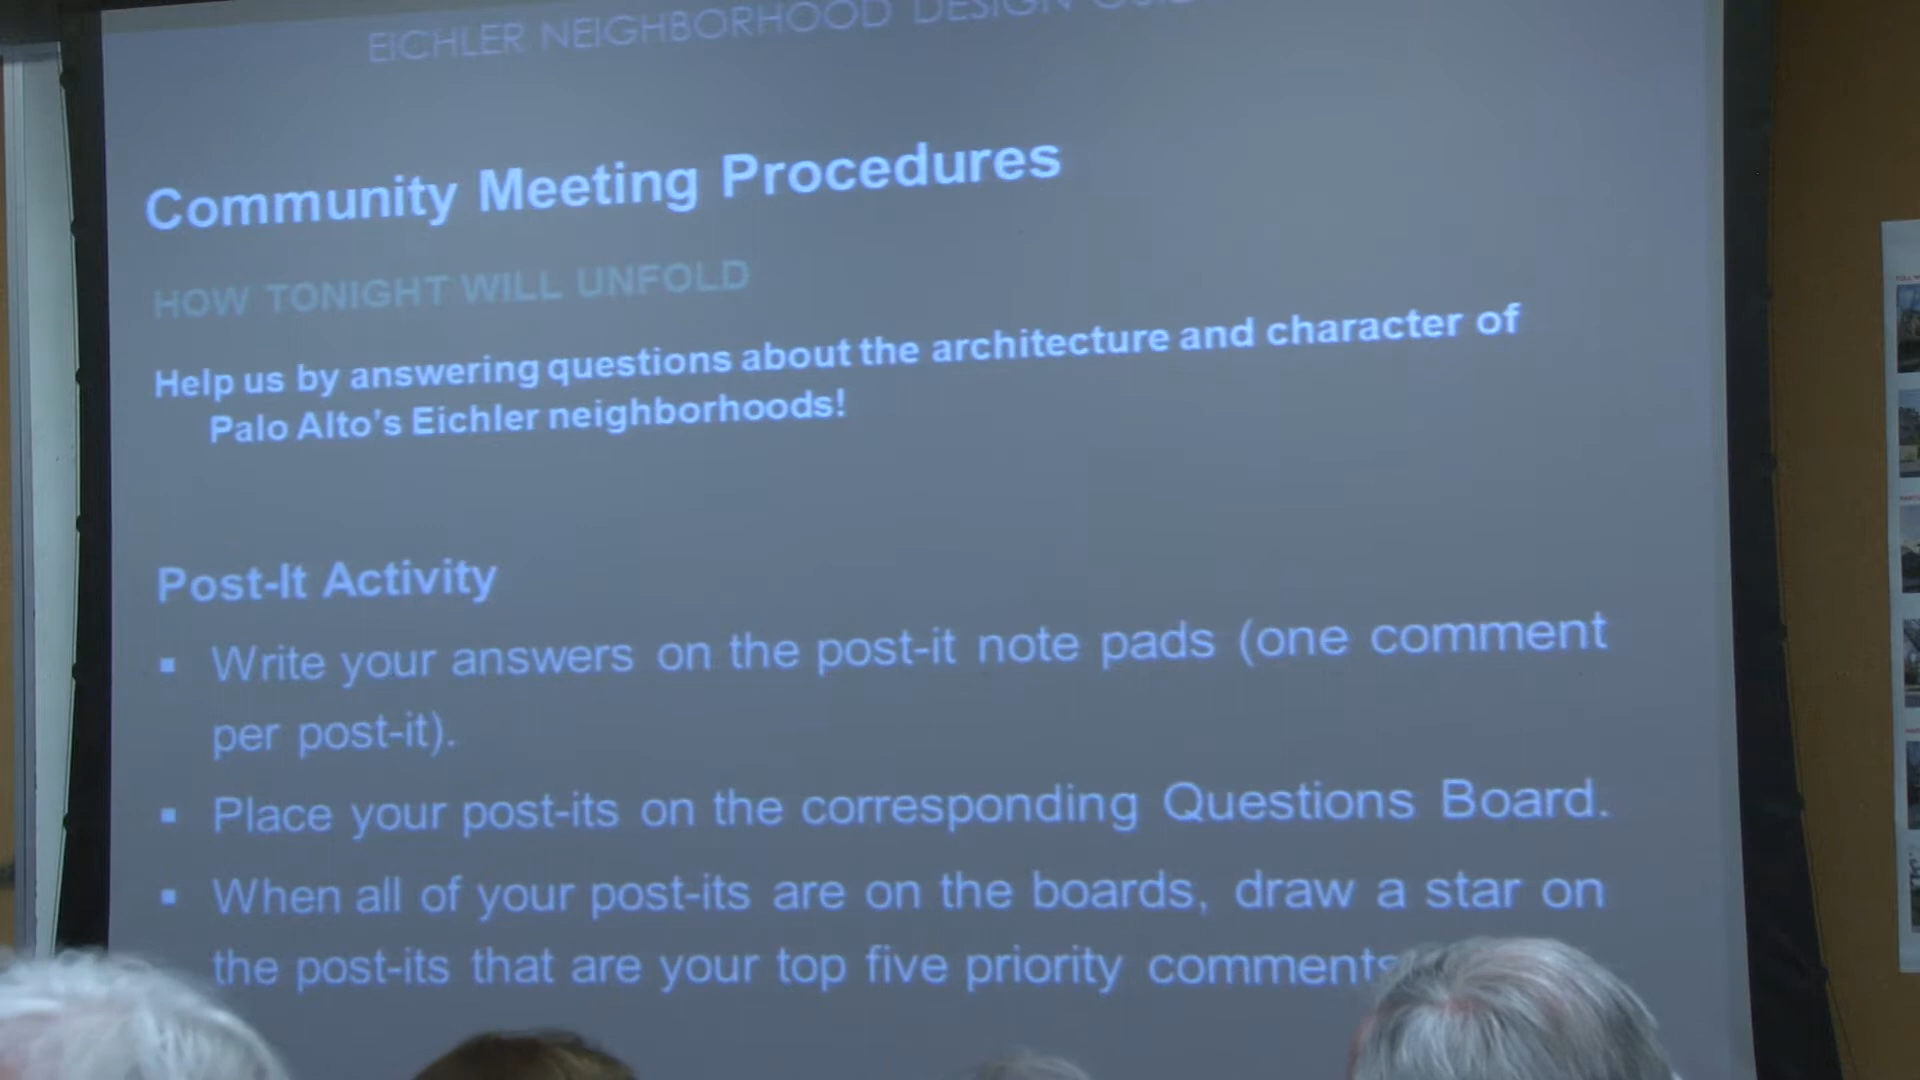 EICHLER NEIGHBORHOOD DESIGN
Community Meeting Procedures
HOW TONIGHT WILL UNFOLD
Help us by answering questions about the architecture and character of
Palo Alto's Eichler neighborhoods!
Post-It Activity
▪ Write your answers on the post-it note pads (one comment
per post-it).
▪ Place your post-its on the corresponding Questions Board.
▪ When all of your post-its are on the boards, draw a star on
the post-its that are your top five priority comments